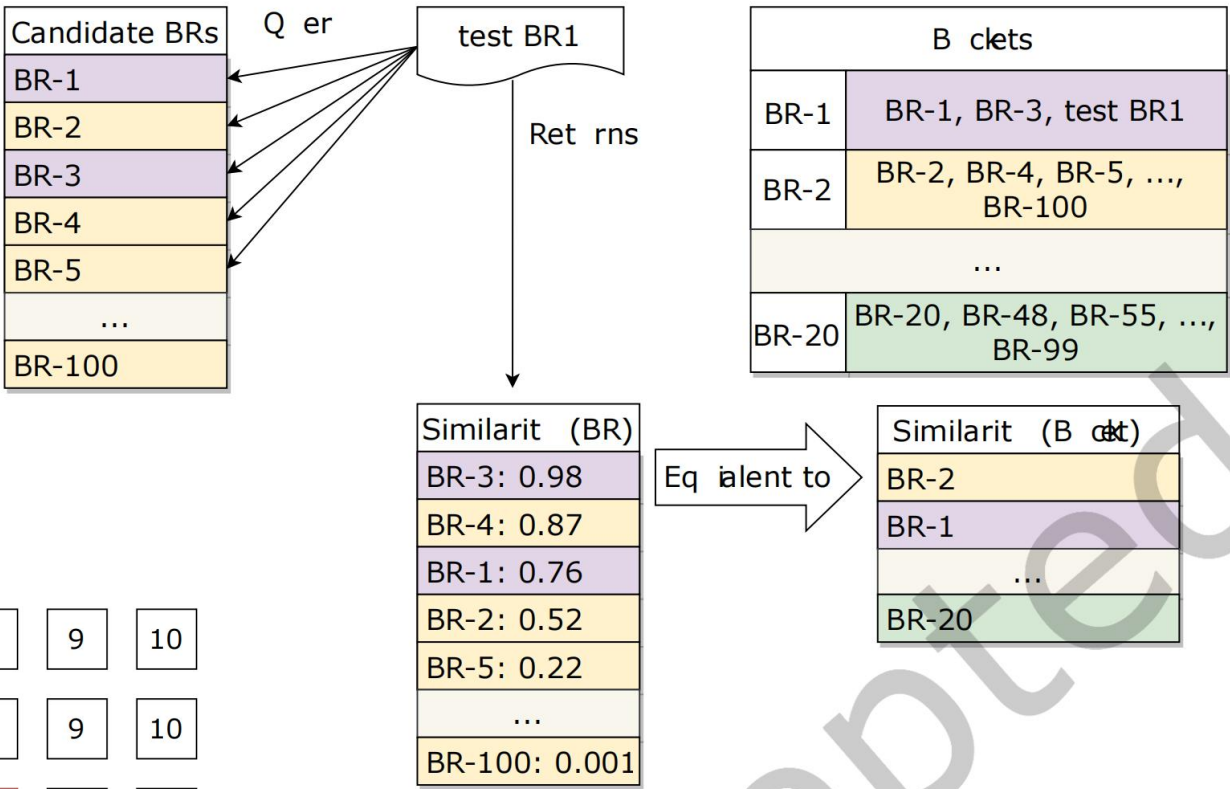 Candidate BRs
BR-1
BR-2
BR-3
BR-4
BR-5
...
BR-100
Q er
test BR1
Ret rns
B ckets
BR-1
BR-1, BR-3, test BR1
BR-2
BR-2, BR-4, BR-5, ...,
BR-100
...
BR-20
BR-20, BR-48, BR-55, ...,
BR-99
Similarit (BR)
BR-3: 0.98
BR-4: 0.87
BR-1: 0.76
BR-2: 0.52
BR-5: 0.22
...
BR-100: 0.001
Eq alent to
Similarit (B
BR-2
BR-1
...
BR-20
9 10
9 10